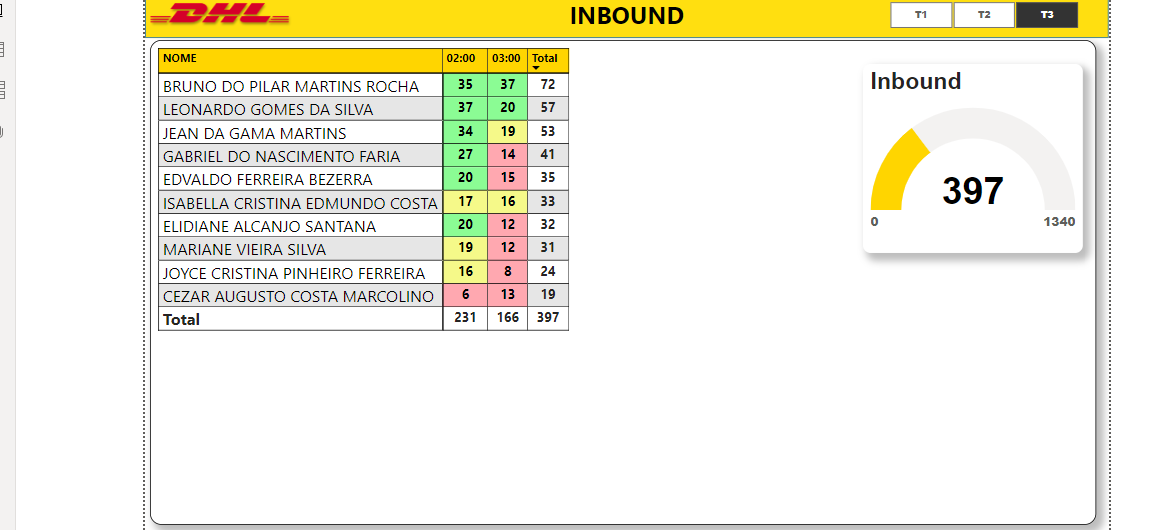 DHL INBOUND T1 T2 T3
NOME 02:00 03:00 Total
BRUNO DO PILAR MARTINS ROCHA 35 37 72
LEONARDO GOMES DA SILVA 37 20 57
JEAN DA GAMA MARTINS 34 19 53
GABRIEL DO NASCIMENTO FARIA 27 14 41
EDVALDO FERREIRA BEZERRA 20 15 35
ISABELLA CRISTINA EDMUNDO COSTA 17 16 33
ELIDIANE ALCANJO SANTANA 20 12 32
MARIANE VIEIRA SILVA 19 12 31
JOYCE CRISTINA PINHEIRO FERREIRA 16 8 24
CEZAR AUGUSTO COSTA MARCOLINO 6 13 19
Total 231 166 397
Inbound
397
0 1340